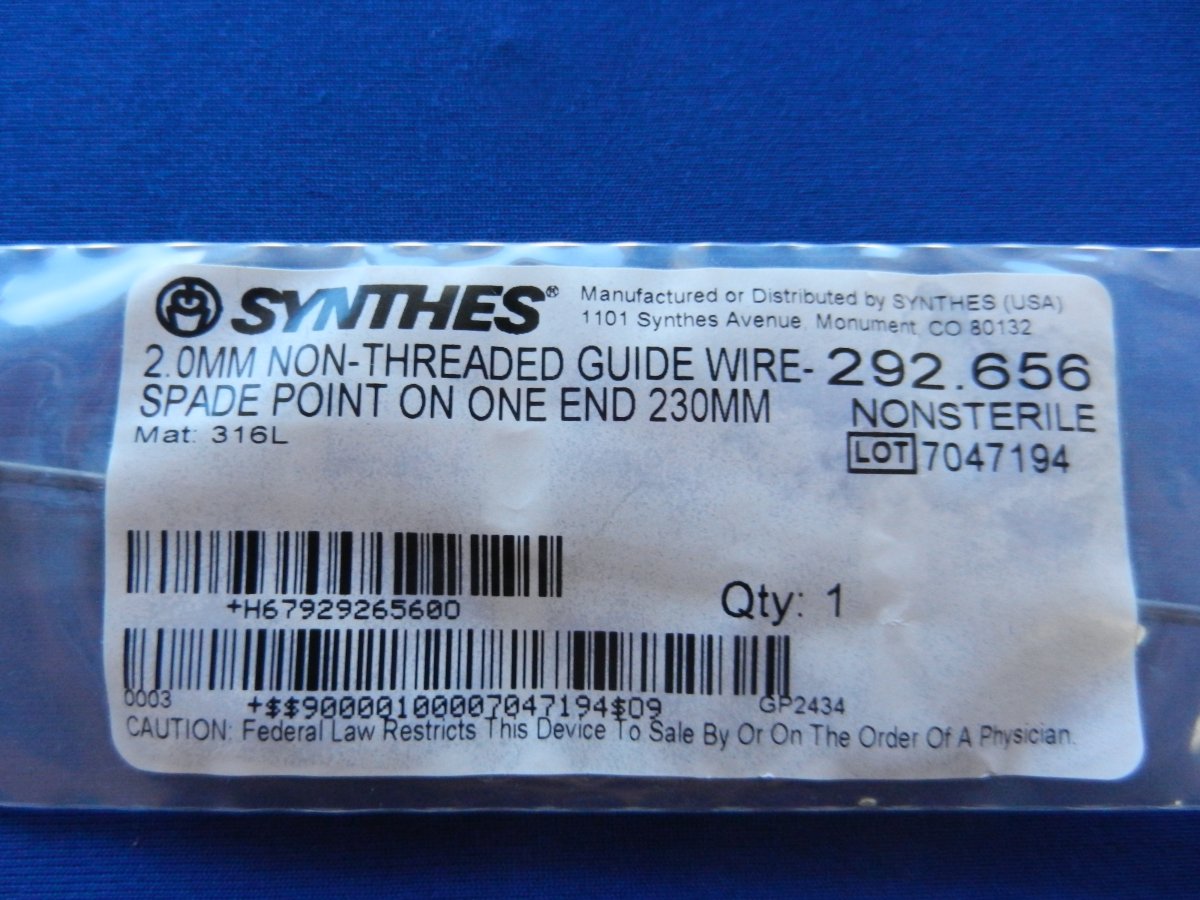 SYNTHES® Manufactured or Distributed by SYNTHES (USA)
1101 Synthes Avenue, Monument, CO 80132
2.0MM NON-THREADED GUIDE WIRE- 292.656
SPADE POINT ON ONE END 230MM NONSTERILE
Mat: 316L LOT 7047194
+H67929265600 Qty: 1
0003 +$$90000100007047194$09 GP2434
CAUTION: Federal Law Restricts This Device To Sale By Or On The Order Of A Physician.